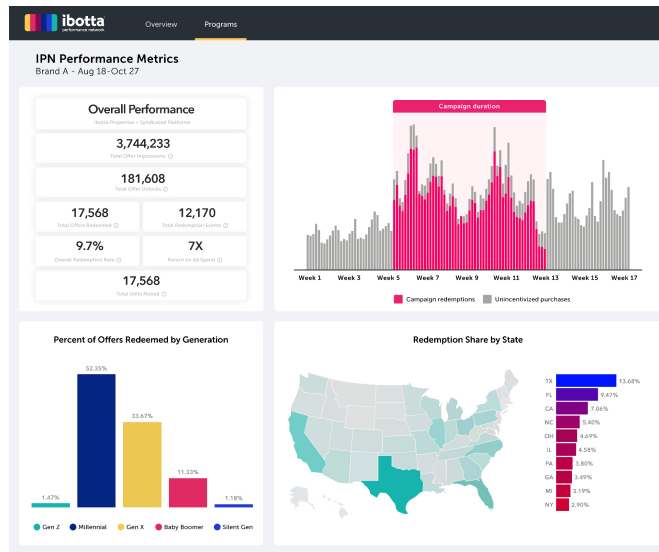 ibotta
performance network
Overview
Programs
IPN Performance Metrics
Brand A - Aug 18-Oct 27
Overall Performance
Ibotta Properties + Syndicated Platforms
3,744,233
Total Offer Impressions ⓘ
181,608
Total Offer Unlocks ⓘ
17,568
Total Offers Redeemed ⓘ
12,170
Total Redemption Events ⓘ
9.7%
Overall Redemption Rate ⓘ
7X
Return on Ad Spend ⓘ
17,568
Total Units Moved ⓘ
Campaign duration
Week 1 Week 3 Week 5 Week 7 Week 9 Week 11 Week 13 Week 15 Week 17
Campaign redemptions Unincentivized purchases
Percent of Offers Redeemed by Generation
52.35%
33.67%
11.33%
1.47%
1.18%
Gen Z Millennial Gen X Baby Boomer Silent Gen
Redemption Share by State
TX 13.68%
FL 9.47%
CA 7.06%
NC 5.40%
OH 4.69%
IL 4.58%
PA 3.80%
GA 3.49%
MI 3.19%
NY 2.90%